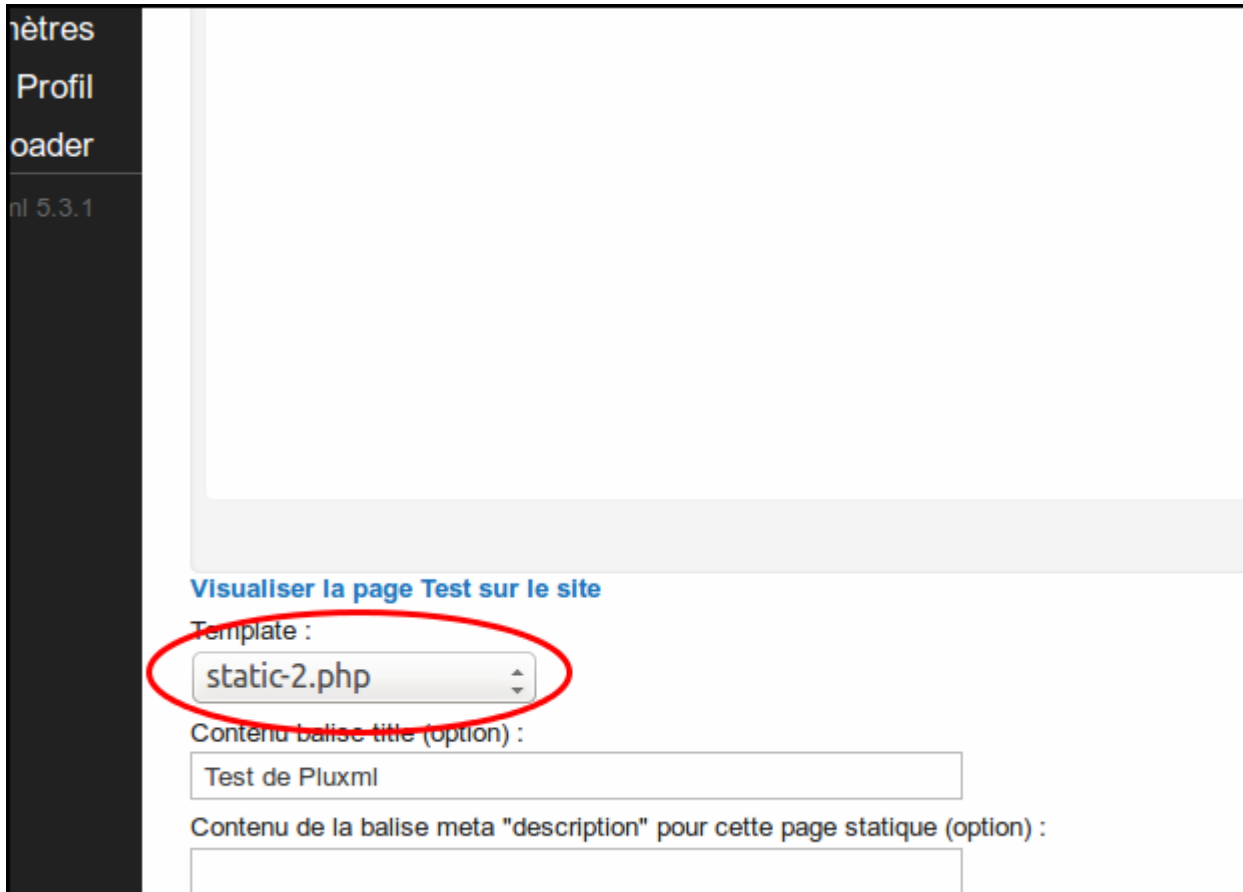 nètres
Profil
oader
nl 5.3.1
Visualiser la page Test sur le site
Template :
static-2.php
Contenu balise title (option) :
Test de Pluxml
Contenu de la balise meta "description" pour cette page statique (option) :